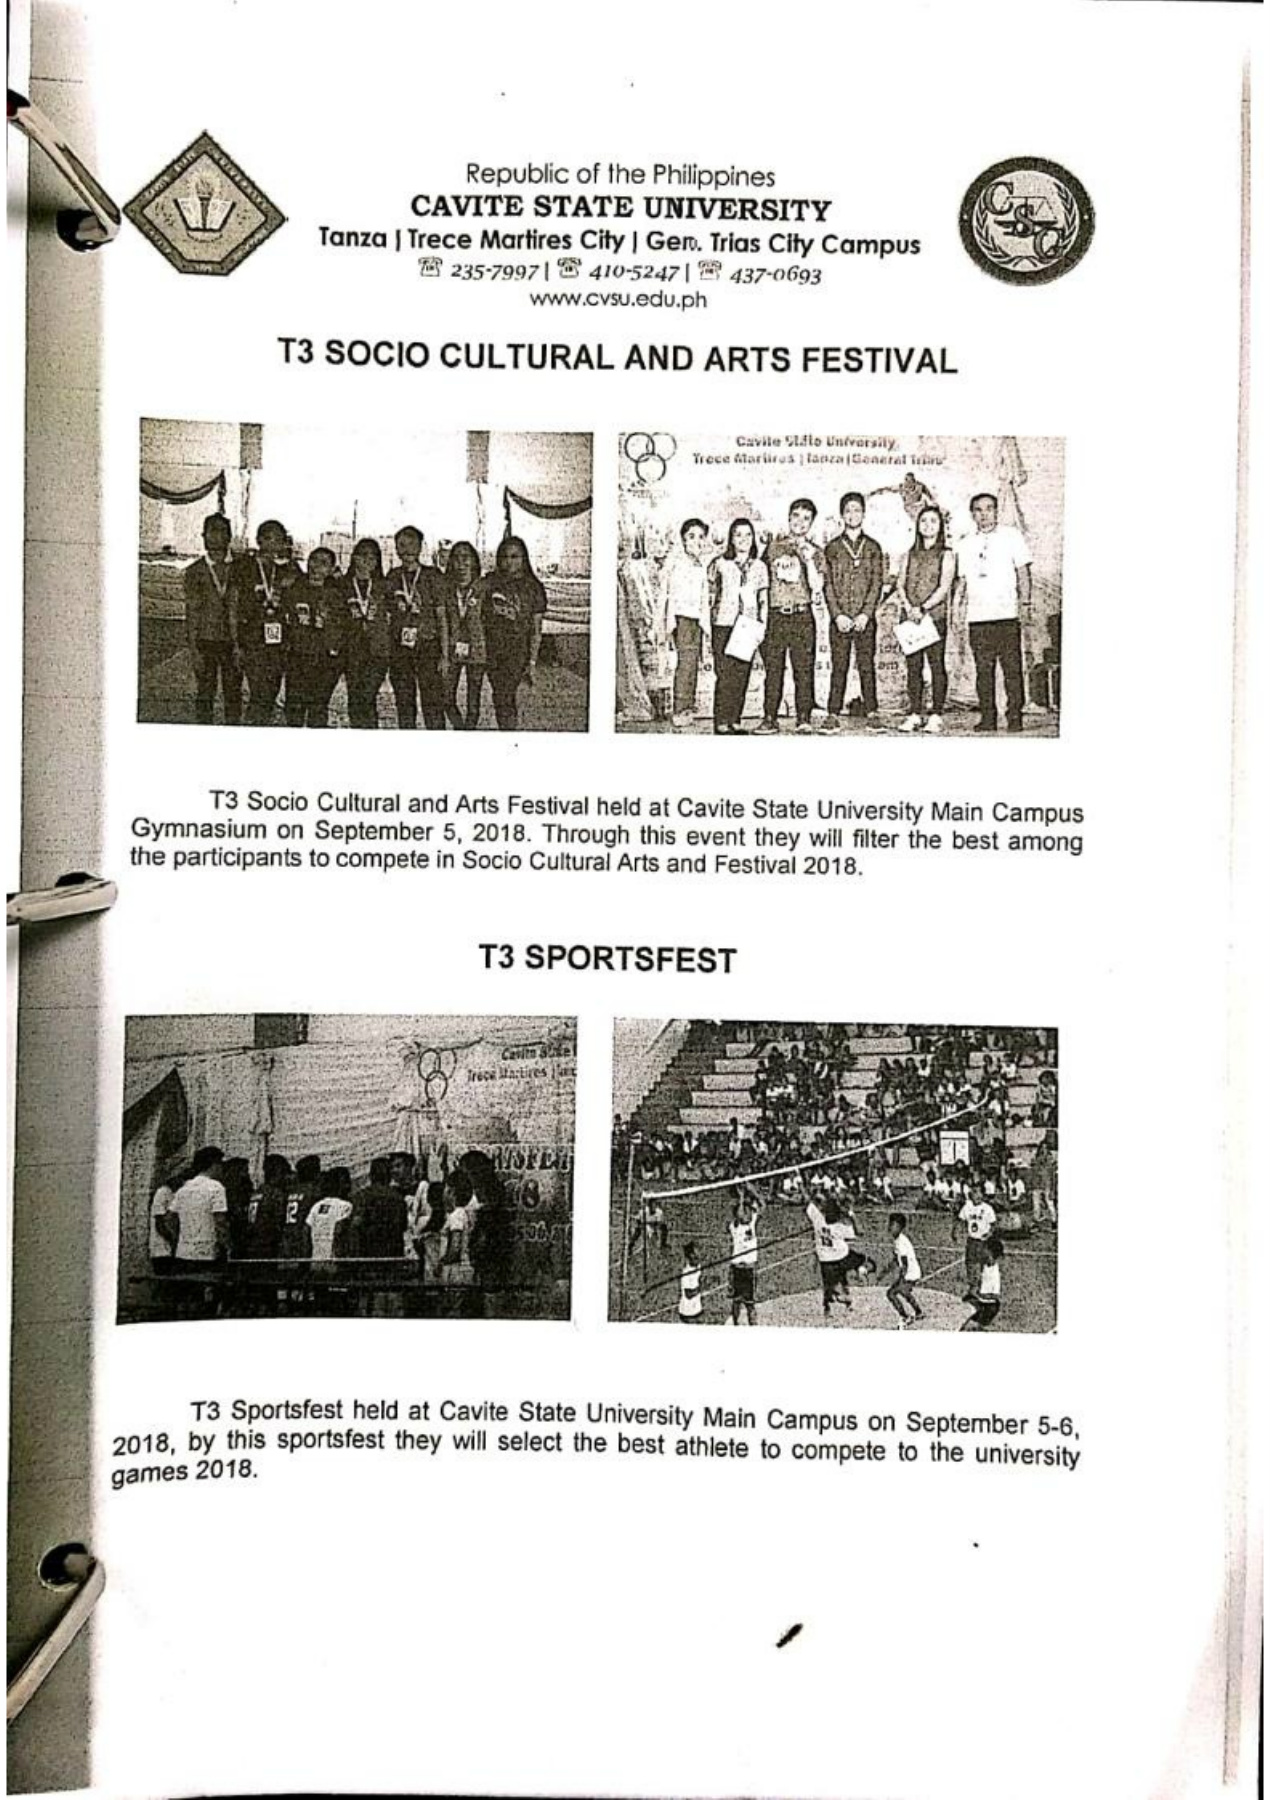 Republic of the Philippines
CAVITE STATE UNIVERSITY
Tanza | Trece Martires City | Gen. Trias City Campus
☏ 235-7997 | ☏ 410-5247 | ☏ 437-0693
www.cvsu.edu.ph
CSG
T3 SOCIO CULTURAL AND ARTS FESTIVAL
Cavite State University
Trece Martires | Tanza | General Trias
T3 Socio Cultural and Arts Festival held at Cavite State University Main Campus
Gymnasium on September 5, 2018. Through this event they will filter the best among
the participants to compete in Socio Cultural Arts and Festival 2018.
T3 SPORTSFEST
Cavite State
Trece Martires
12
T3 Sportsfest held at Cavite State University Main Campus on September 5-6,
2018, by this sportsfest they will select the best athlete to compete to the university
games 2018.